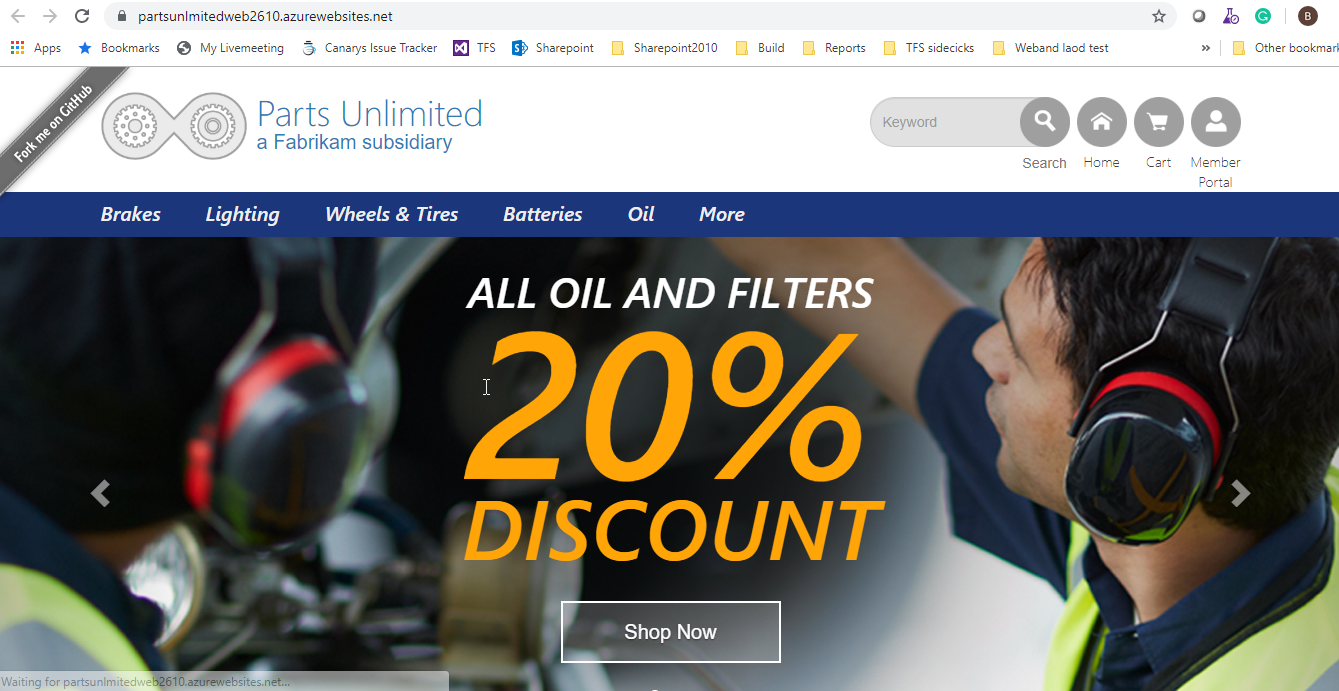 partsunlmitedweb2610.azurewebsites.net
B
Apps Bookmarks My Livemeeting Canarys Issue Tracker TFS Sharepoint Sharepoint2010 Build Reports TFS sidecicks Weband laod test » Other bookmar
Fork me on GitHub
Parts Unlimited
a Fabrikam subsidiary
Keyword
Search Home Cart Member
Portal
Brakes Lighting Wheels & Tires Batteries Oil More
ALL OIL AND FILTERS
20%
DISCOUNT
Shop Now
Waiting for partsunlmitedweb2610.azurewebsites.net...